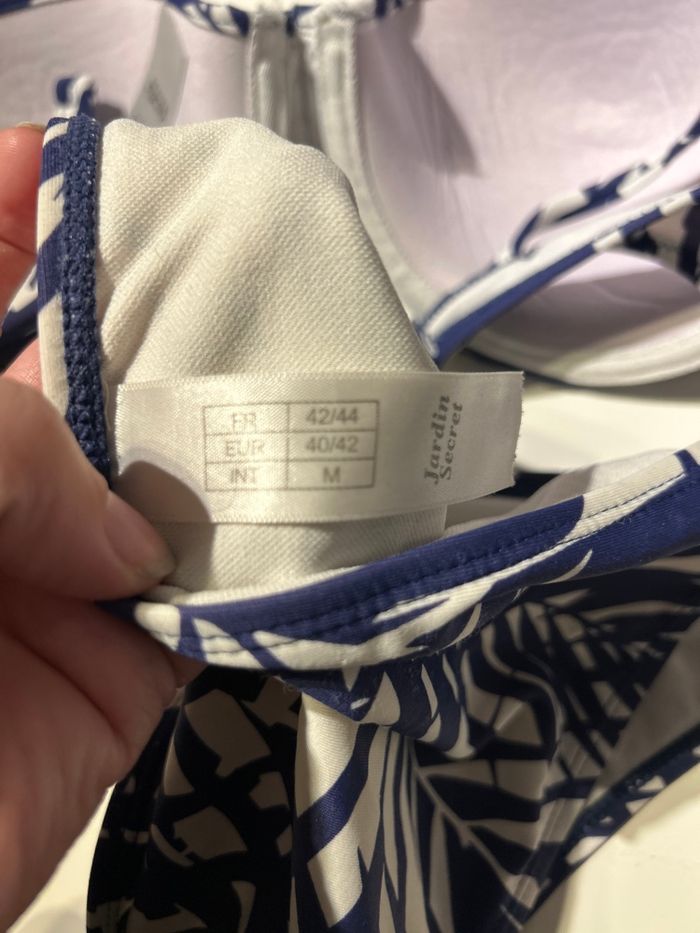 FR 42/44
EUR 40/42
INT M
Jardin
Secret